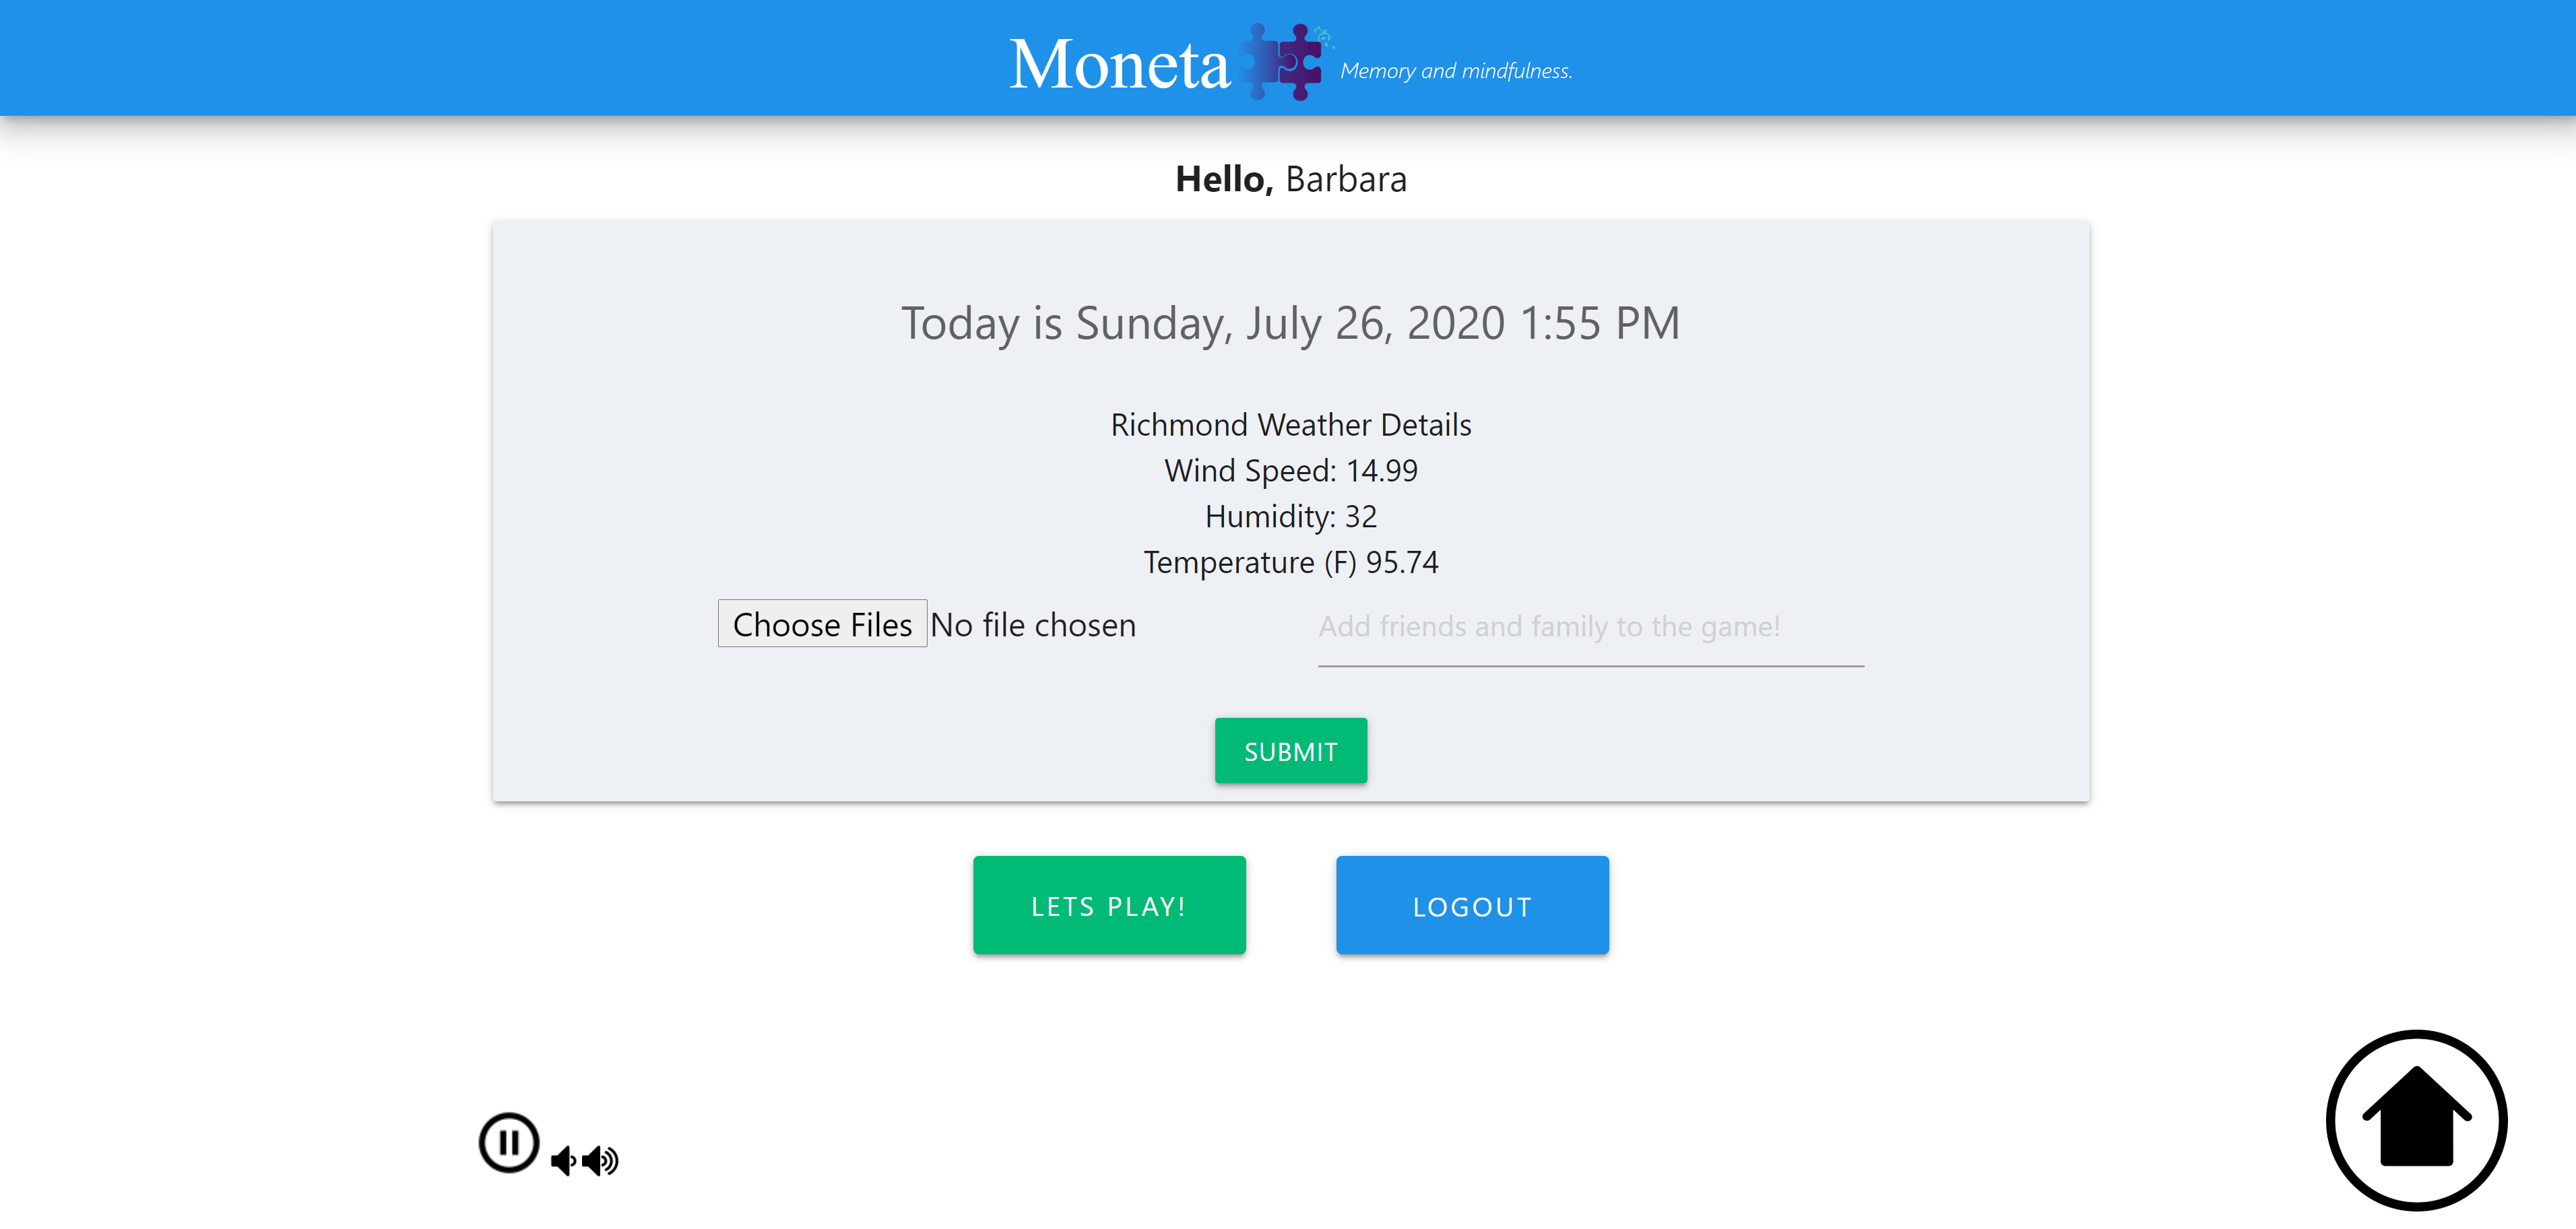 Moneta Memory and mindfulness.
Hello, Barbara
Today is Sunday, July 26, 2020 1:55 PM
Richmond Weather Details
Wind Speed: 14.99
Humidity: 32
Temperature (F) 95.74
Choose Files No file chosen Add friends and family to the game!
SUBMIT
LETS PLAY! LOGOUT